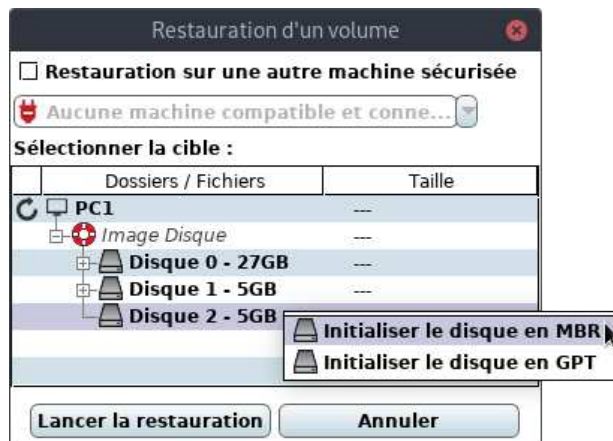 Restauration d'un volume
Restauration sur une autre machine sécurisée
Aucune machine compatible et conne...
Sélectionner la cible :
Dossiers / Fichiers Taille
PC1 ---
Image Disque ---
Disque 0 - 27GB ---
Disque 1 - 5GB ---
Disque 2 - 5GB
Initialiser le disque en MBR
Initialiser le disque en GPT
Lancer la restauration Annuler